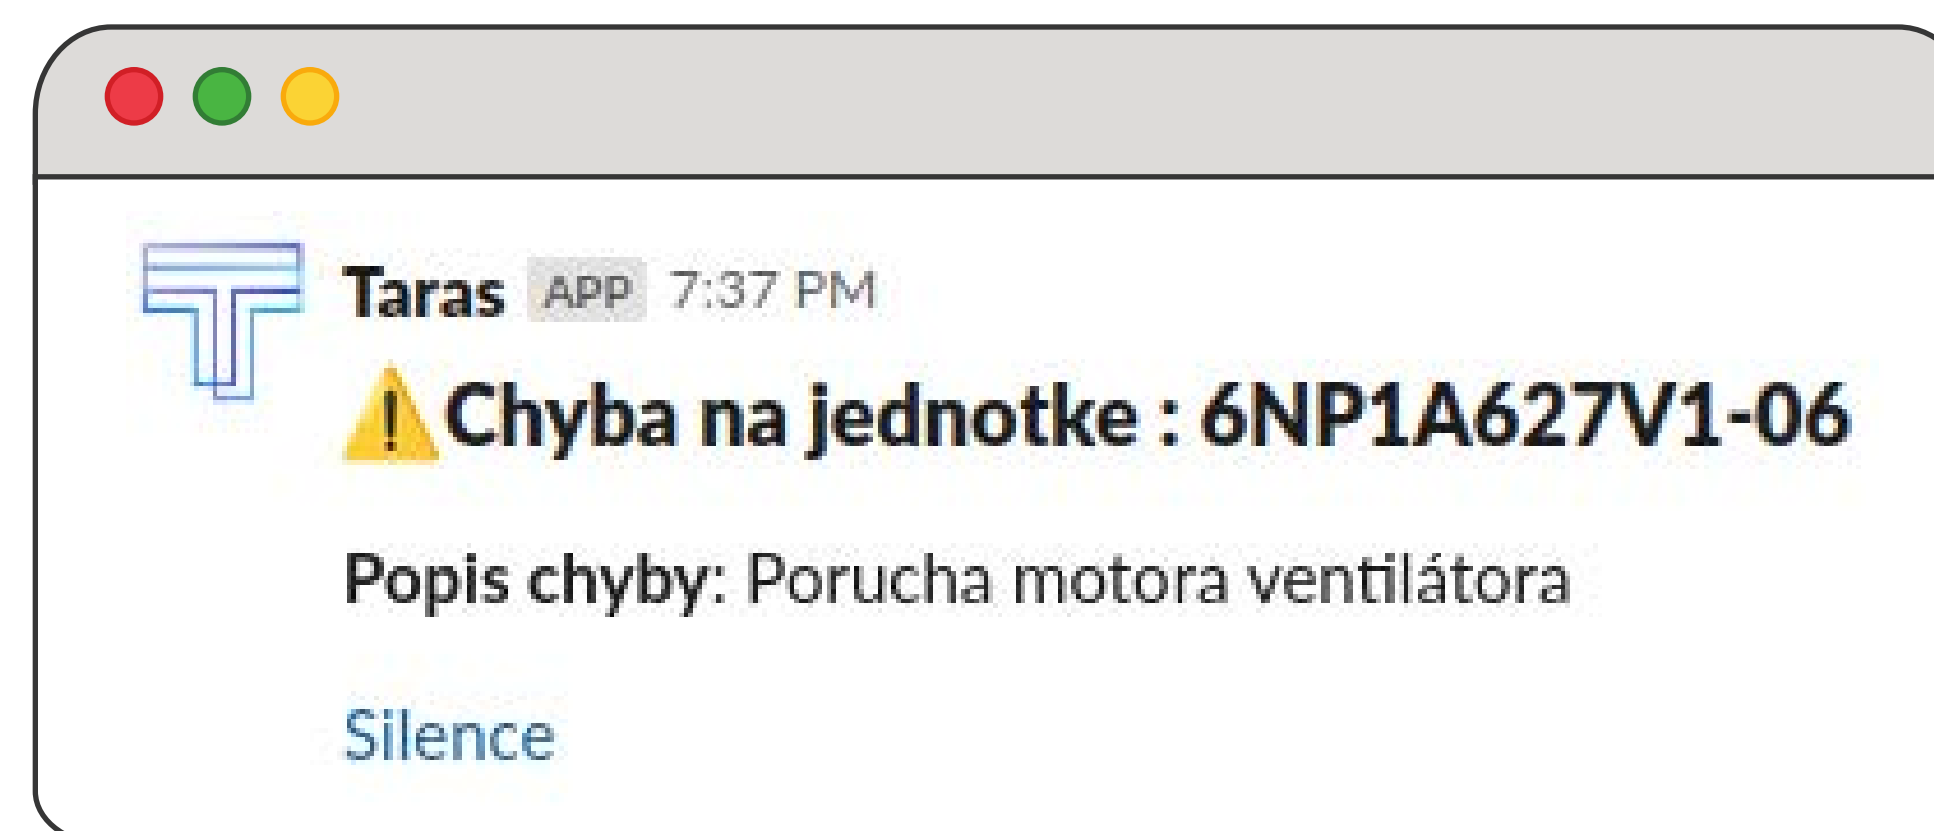 Taras APP 7:37 PM
⚠️Chyba na jednotke : 6NP1A627V1-06
Popis chyby: Porucha motora ventilátora
Silence